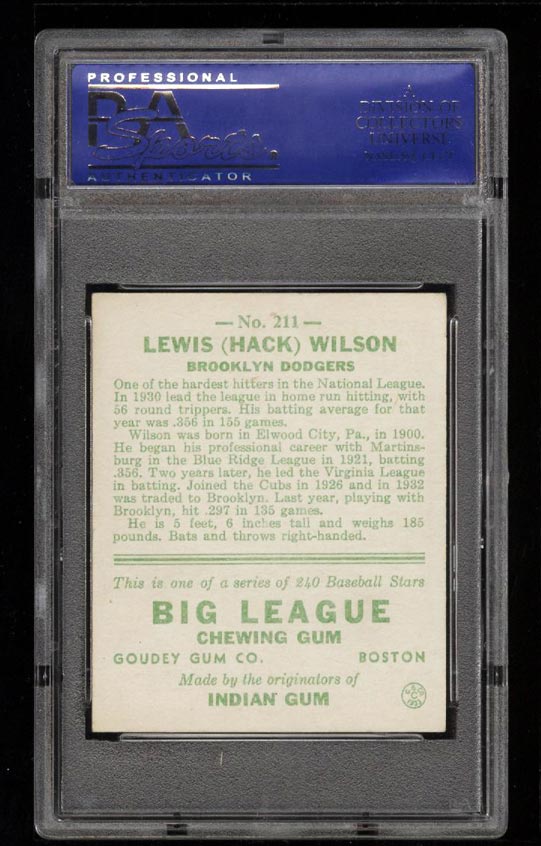 PROFESSIONAL
PSA
Sports
AUTHENTICATOR
A
DIVISION OF
COLLECTORS
UNIVERSE
— No. 211 —
LEWIS (HACK) WILSON
BROOKLYN DODGERS
One of the hardest hitters in the National League.
In 1930 lead the league in home run hitting, with
56 round trippers. His batting average for that
year was .356 in 155 games.
Wilson was born in Elwood City, Pa., in 1900.
He began his professional career with Martins-
burg in the Blue Ridge League in 1921, batting
.356. Two years later, he led the Virginia League
in batting. Joined the Cubs in 1926 and in 1932
was traded to Brooklyn. Last year, playing with
Brooklyn, hit .297 in 135 games.
He is 5 feet, 6 inches tall and weighs 185
pounds. Bats and throws right-handed.
This is one of a series of 240 Baseball Stars
BIG LEAGUE
CHEWING GUM
GOUDEY GUM CO. BOSTON
Made by the originators of
INDIAN GUM